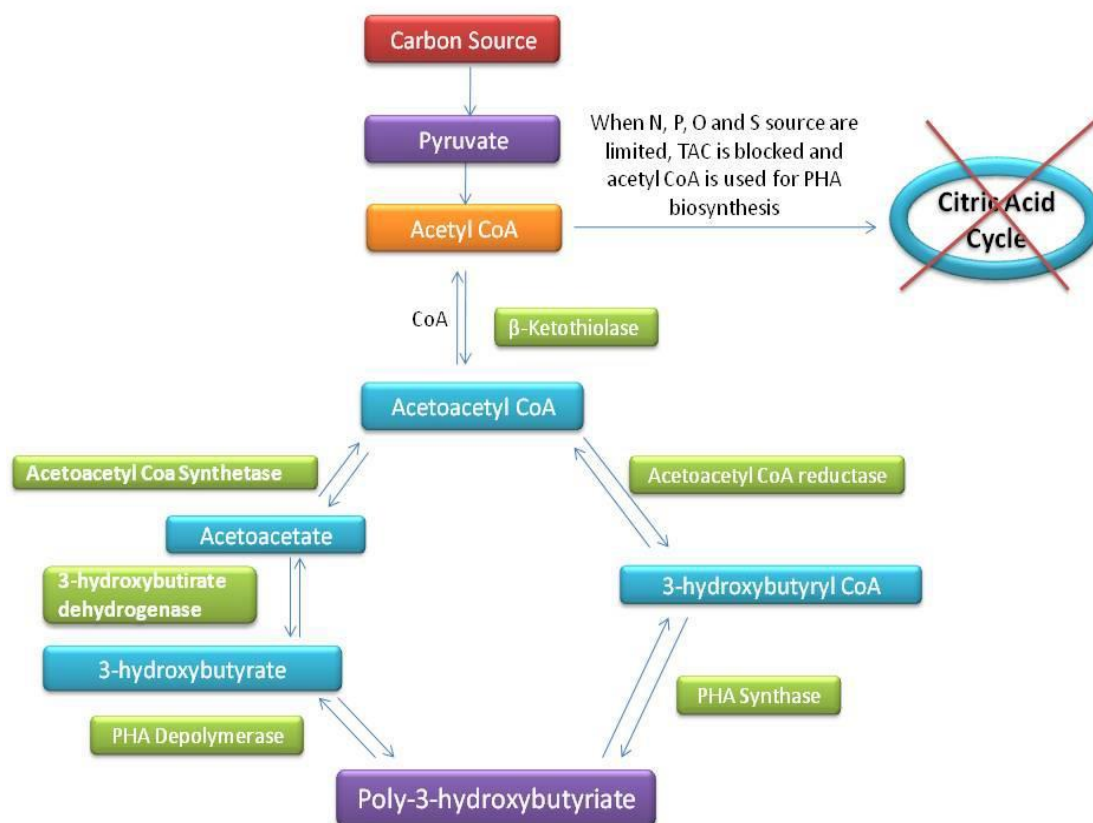 Carbon Source
Pyruvate
When N, P, O and S source are
limited, TAC is blocked and
acetyl CoA is used for PHA
biosynthesis
Acetyl CoA
Citric Acid
Cycle
CoA
β-Ketothiolase
Acetoacetyl CoA
Acetoacetyl Coa Synthetase
Acetoacetyl CoA reductase
Acetoacetate
3-hydroxybutirate
dehydrogenase
3-hydroxybutyryl CoA
3-hydroxybutyrate
PHA Synthase
PHA Depolymerase
Poly-3-hydroxybutyriate